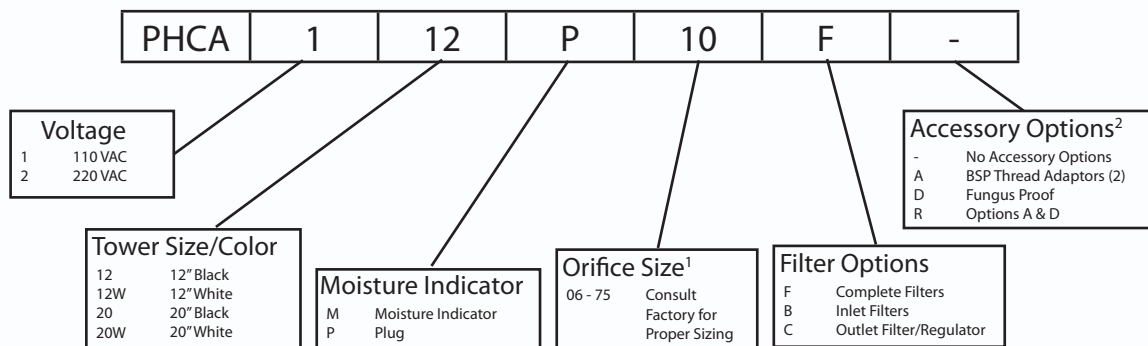 PHCA 1 12 P 10 F -
Voltage
1 110 VAC
2 220 VAC
Accessory Options²
- No Accessory Options
A BSP Thread Adaptors (2)
D Fungus Proof
R Options A & D
Tower Size/Color
12 12” Black
12W 12” White
20 20” Black
20W 20” White
Moisture Indicator
M Moisture Indicator
P Plug
Orifice Size¹
06 - 75 Consult
Factory for
Proper Sizing
Filter Options
F Complete Filters
B Inlet Filters
C Outlet Filter/Regulator